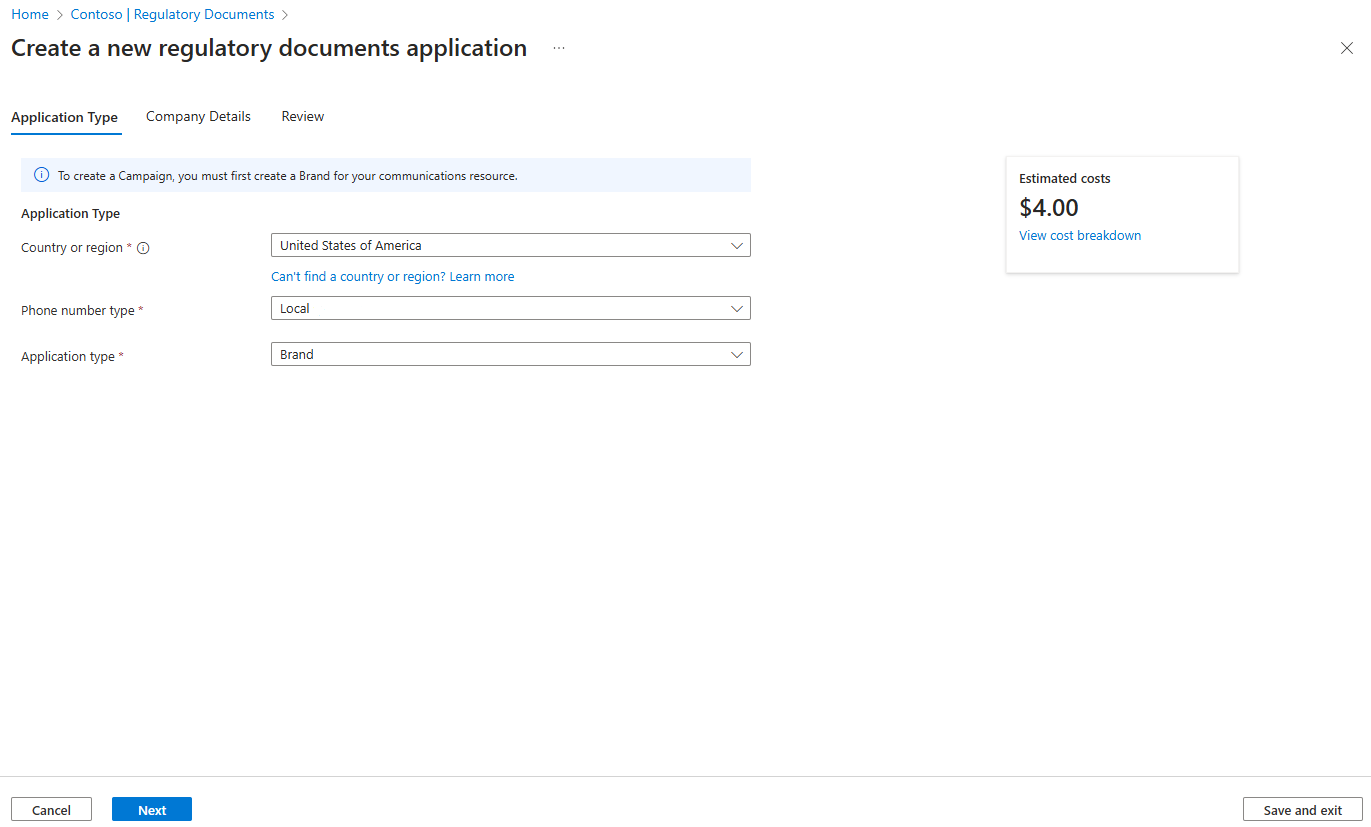 Home > Contoso | Regulatory Documents >
Create a new regulatory documents application ...
Application Type Company Details Review
To create a Campaign, you must first create a Brand for your communications resource.
Application Type
Country or region * United States of America
Can't find a country or region? Learn more
Phone number type * Local
Application type * Brand
Estimated costs
$4.00
View cost breakdown
Cancel Next Save and exit